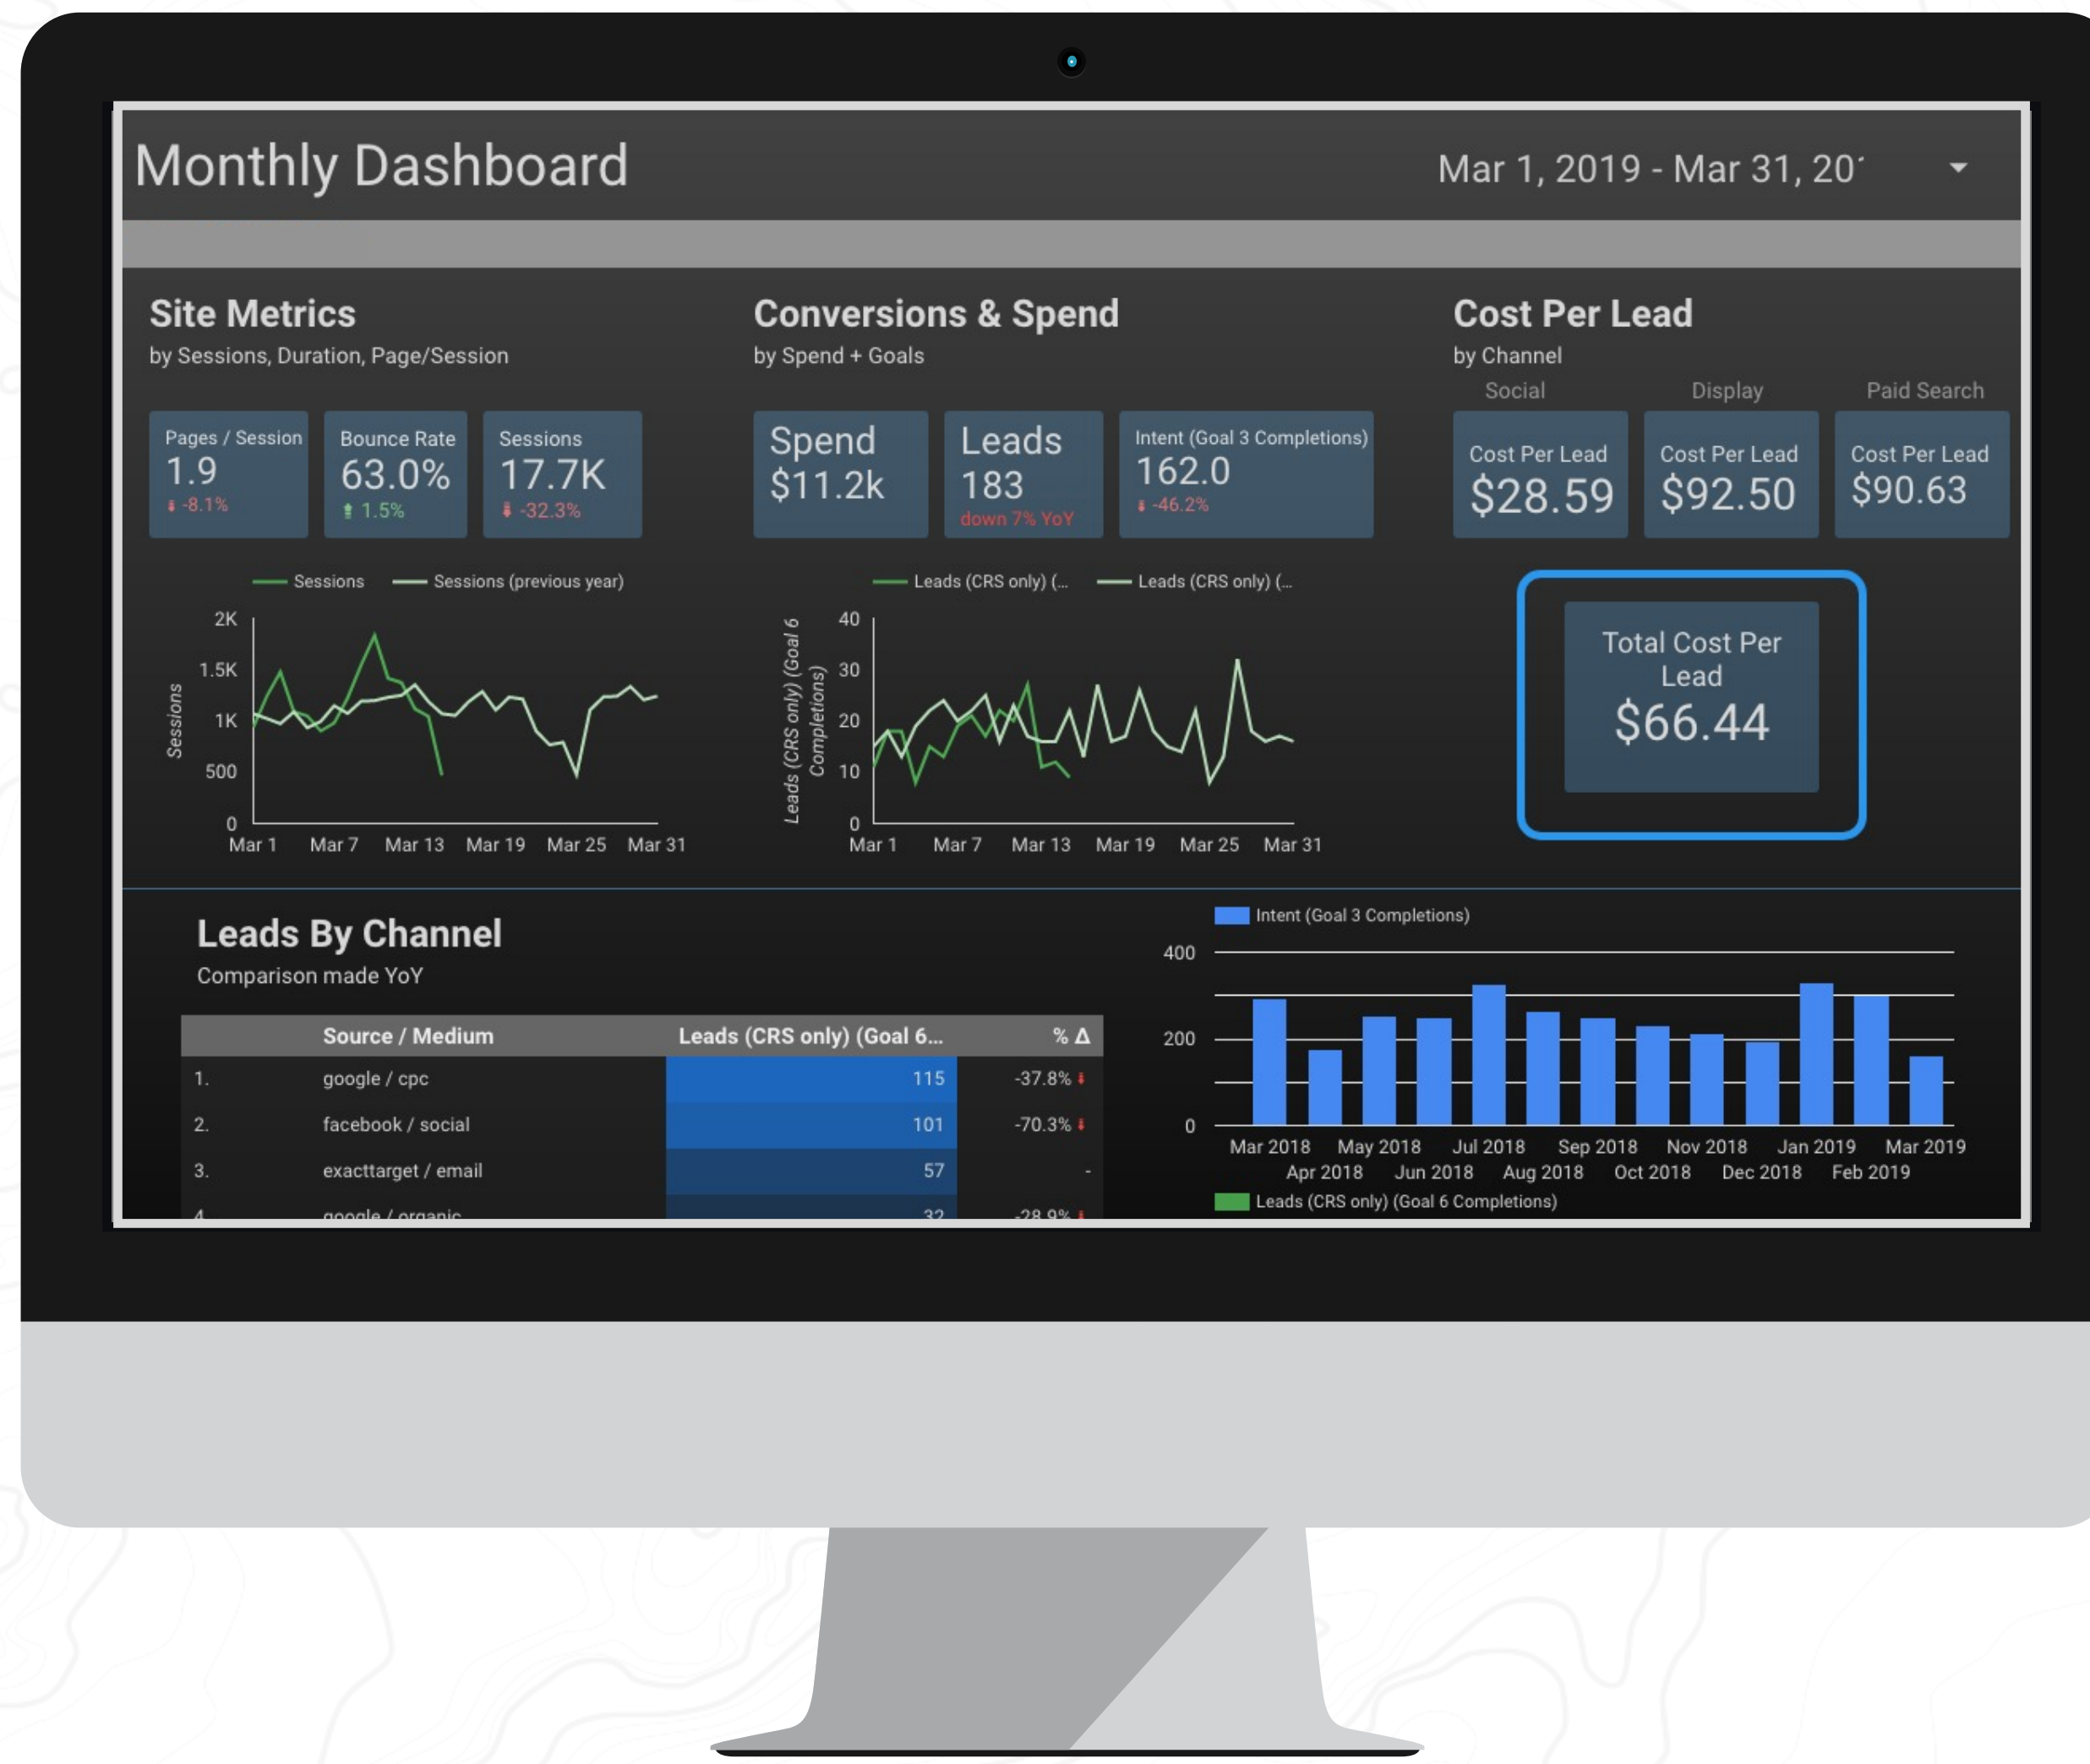 Monthly Dashboard
Mar 1, 2019 - Mar 31, 20
Site Metrics
by Sessions, Duration, Page/Session
Pages / Session
1.9
-8.1%
Bounce Rate
63.0%
1.5%
Sessions
17.7K
-32.3%
Sessions
Sessions (previous year)
Sessions
2K
1.5K
1K
500
0
Mar 1 Mar 7 Mar 13 Mar 19 Mar 25 Mar 31
Conversions & Spend
by Spend + Goals
Spend
$11.2k
Leads
183
down 7% YoY
Intent (Goal 3 Completions)
162.0
-46.2%
Leads (CRS only) (...
Leads (CRS only) (...
Leads (CRS only) (Goal 6
Completions)
40
30
20
10
0
Mar 1 Mar 7 Mar 13 Mar 19 Mar 25 Mar 31
Cost Per Lead
by Channel
Social
Cost Per Lead
$28.59
Display
Cost Per Lead
$92.50
Paid Search
Cost Per Lead
$90.63
Total Cost Per
Lead
$66.44
Leads By Channel
Comparison made YoY
Source / Medium Leads (CRS only) (Goal 6... % Δ
1. google / cpc 115 -37.8%
2. facebook / social 101 -70.3%
3. exacttarget / email 57 -
4. google / organic 32 -28.9%
Intent (Goal 3 Completions)
400
200
0
Mar 2018 May 2018 Jul 2018 Sep 2018 Nov 2018 Jan 2019 Mar 2019
Apr 2018 Jun 2018 Aug 2018 Oct 2018 Dec 2018 Feb 2019
Leads (CRS only) (Goal 6 Completions)